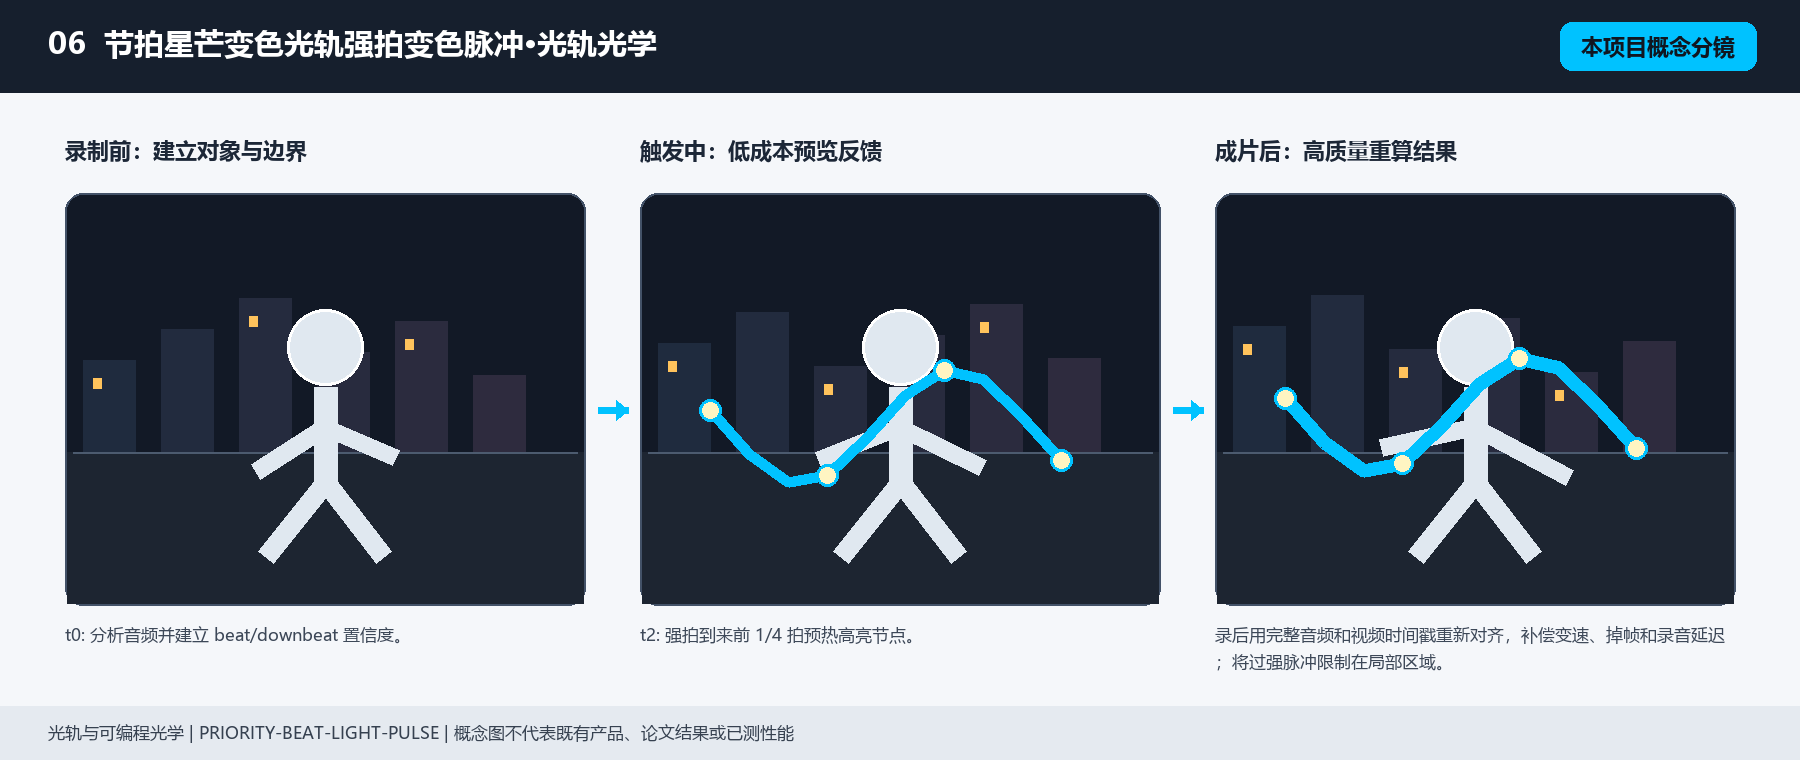 06 节拍星芒变色光轨强拍变色脉冲·光轨光学
本项目概念分镜
录制前：建立对象与边界
触发中：低成本预览反馈
成片后：高质量重算结果
t0: 分析音频并建立 beat/downbeat 置信度。
t2: 强拍到来前 1/4 拍预热高亮节点。
录后用完整音频和视频时间戳重新对齐，补偿变速、掉帧和录音延迟
；将过强脉冲限制在局部区域。
光轨与可编程光学 | PRIORITY-BEAT-LIGHT-PULSE | 概念图不代表既有产品、论文结果或已测性能